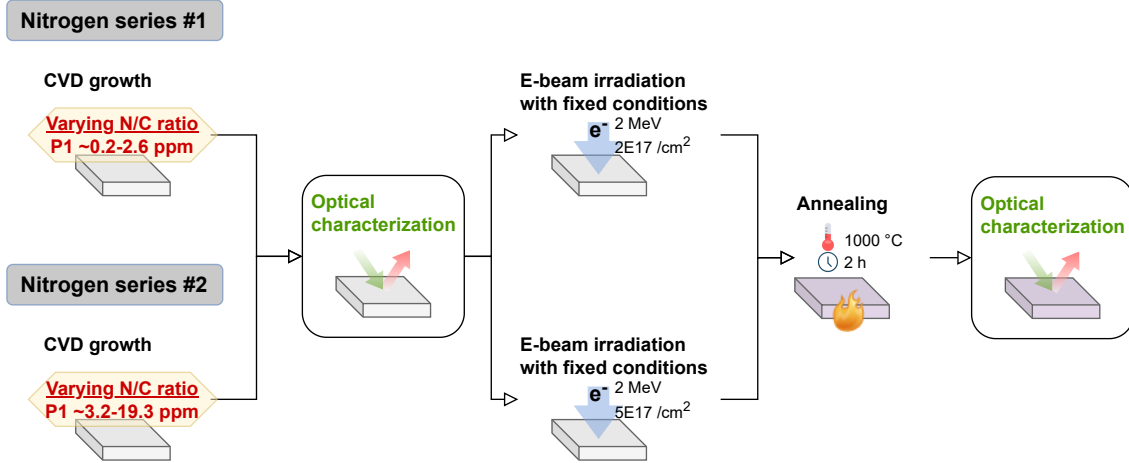 Nitrogen series #1
CVD growth
Varying N/C ratio
P1 ~0.2-2.6 ppm
Nitrogen series #2
CVD growth
Varying N/C ratio
P1 ~3.2-19.3 ppm
Optical
characterization
E-beam irradiation
with fixed conditions
e- 2 MeV
2E17 /cm2
E-beam irradiation
with fixed conditions
e- 2 MeV
5E17 /cm2
Annealing
1000 °C
2 h
Optical
characterization